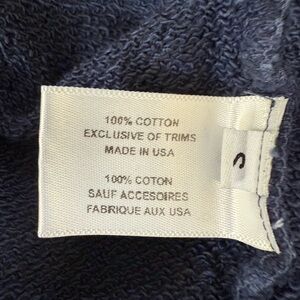 100% COTTON
EXCLUSIVE OF TRIMS
MADE IN USA
100% COTON
SAUF ACCESOIRES
FABRIQUE AUX USA